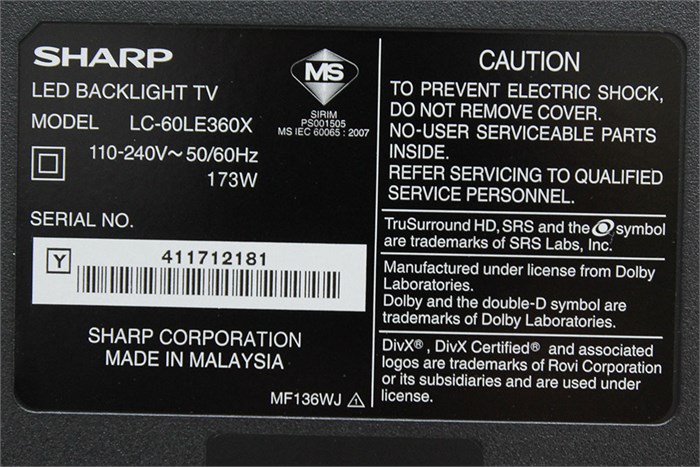 SHARP
LED BACKLIGHT TV
MODEL LC-60LE360X
110-240V~ 50/60Hz
173W
MS
SIRIM
PS001505
MS IEC 60065 : 2007
SERIAL NO.
Y
411712181
SHARP CORPORATION
MADE IN MALAYSIA
MF136WJ
CAUTION
TO PREVENT ELECTRIC SHOCK,
DO NOT REMOVE COVER.
NO-USER SERVICEABLE PARTS
INSIDE.
REFER SERVICING TO QUALIFIED
SERVICE PERSONNEL.
TruSurround HD, SRS and the symbol
are trademarks of SRS Labs, Inc.
Manufactured under license from Dolby
Laboratories.
Dolby and the double-D symbol are
trademarks of Dolby Laboratories.
DivX®, DivX Certified® and associated
logos are trademarks of Rovi Corporation
or its subsidiaries and are used under
license.